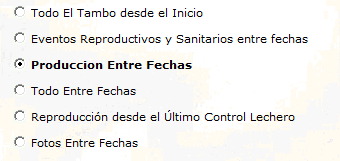 Todo El Tambo desde el Inicio
Eventos Reproductivos y Sanitarios entre fechas
Produccion Entre Fechas
Todo Entre Fechas
Reproducción desde el Último Control Lechero
Fotos Entre Fechas